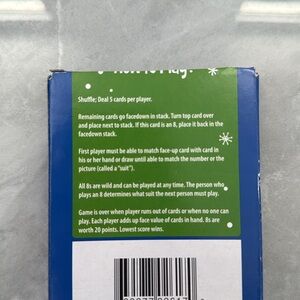 How to Play!
Shuffle; Deal 5 cards per player.
Remaining cards go facedown in stack. Turn top card over
and place next to stack. If this card is an 8, place it back in the
facedown stack.
First player must be able to match face-up card with card in
his or her hand or draw until able to match the number or the
picture (called a "suit").
All 8s are wild and can be played at any time. The person who
plays an 8 determines what suit the next person must play.
Game is over when player runs out of cards or when no one can
play. Each player adds up face value of cards in hand. 8s are
worth 20 points. Lowest score wins.